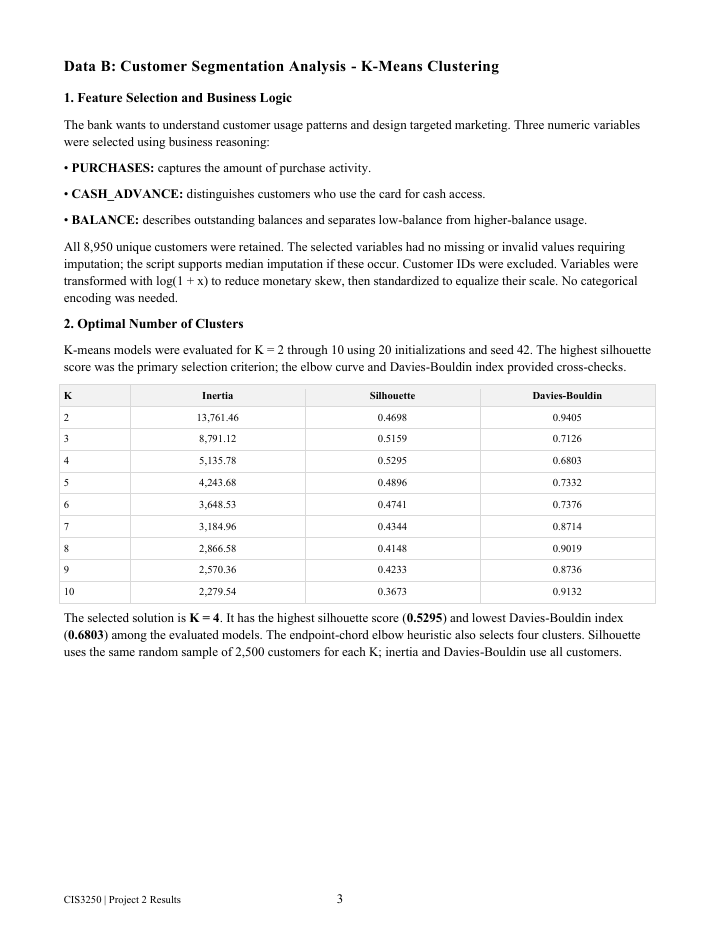 Data B: Customer Segmentation Analysis - K-Means Clustering
1. Feature Selection and Business Logic
The bank wants to understand customer usage patterns and design targeted marketing. Three numeric variables
were selected using business reasoning:
• PURCHASES: captures the amount of purchase activity.
• CASH_ADVANCE: distinguishes customers who use the card for cash access.
• BALANCE: describes outstanding balances and separates low-balance from higher-balance usage.
All 8,950 unique customers were retained. The selected variables had no missing or invalid values requiring
imputation; the script supports median imputation if these occur. Customer IDs were excluded. Variables were
transformed with log(1 + x) to reduce monetary skew, then standardized to equalize their scale. No categorical
encoding was needed.
2. Optimal Number of Clusters
K-means models were evaluated for K = 2 through 10 using 20 initializations and seed 42. The highest silhouette
score was the primary selection criterion; the elbow curve and Davies-Bouldin index provided cross-checks.
K Inertia Silhouette Davies-Bouldin
2 13,761.46 0.4698 0.9405
3 8,791.12 0.5159 0.7126
4 5,135.78 0.5295 0.6803
5 4,243.68 0.4896 0.7332
6 3,648.53 0.4741 0.7376
7 3,184.96 0.4344 0.8714
8 2,866.58 0.4148 0.9019
9 2,570.36 0.4233 0.8736
10 2,279.54 0.3673 0.9132
The selected solution is K = 4. It has the highest silhouette score (0.5295) and lowest Davies-Bouldin index
(0.6803) among the evaluated models. The endpoint-chord elbow heuristic also selects four clusters. Silhouette
uses the same random sample of 2,500 customers for each K; inertia and Davies-Bouldin use all customers.
CIS3250 | Project 2 Results 3